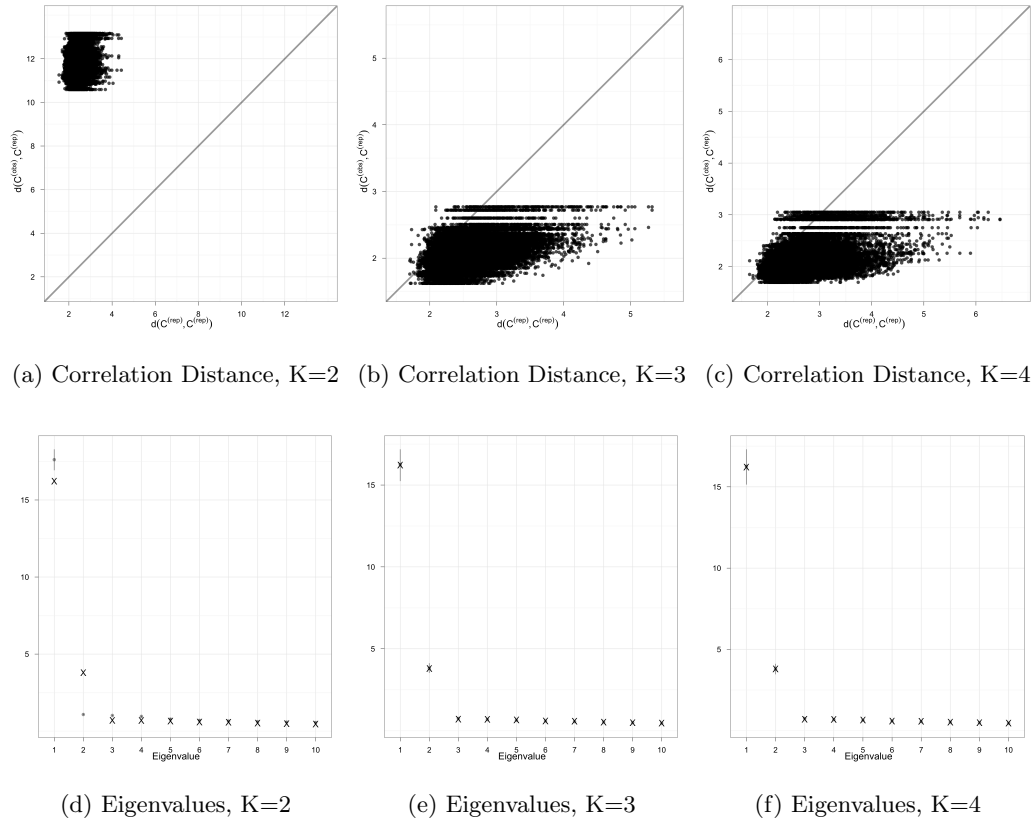 14
12
10
8
6
4
2
d(C^(obs), C^(rep))
2 4 6 8 10 12
d(C^(rep), C^(rep))
5
4
3
2
d(C^(obs), C^(rep))
2 3 4 5
d(C^(rep), C^(rep))
6
5
4
3
2
d(C^(obs), C^(rep))
2 3 4 5 6
d(C^(rep), C^(rep))
(a) Correlation Distance, K=2 (b) Correlation Distance, K=3 (c) Correlation Distance, K=4
15
10
5
1 2 3 4 5 6 7 8 9 10
Eigenvalue
15
10
5
1 2 3 4 5 6 7 8 9 10
Eigenvalue
15
10
5
1 2 3 4 5 6 7 8 9 10
Eigenvalue
(d) Eigenvalues, K=2 (e) Eigenvalues, K=3 (f) Eigenvalues, K=4